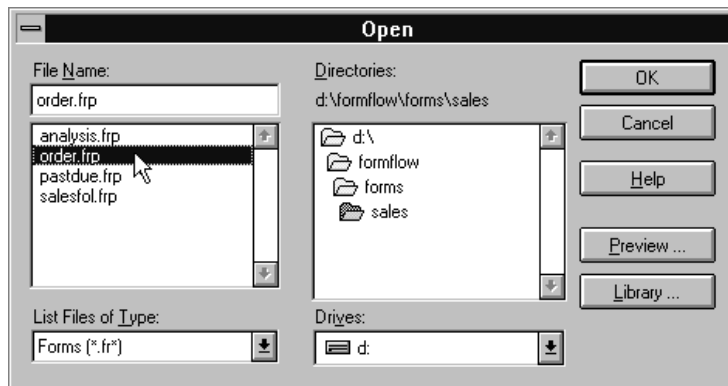 Open
File Name:
order.frp
analysis.frp
order.frp
pastdue.frp
salesfol.frp
List Files of Type:
Forms (*.fr*)
Directories:
d:\formflow\forms\sales
d:\
formflow
forms
sales
Drives:
d:
OK
Cancel
Help
Preview ...
Library ...